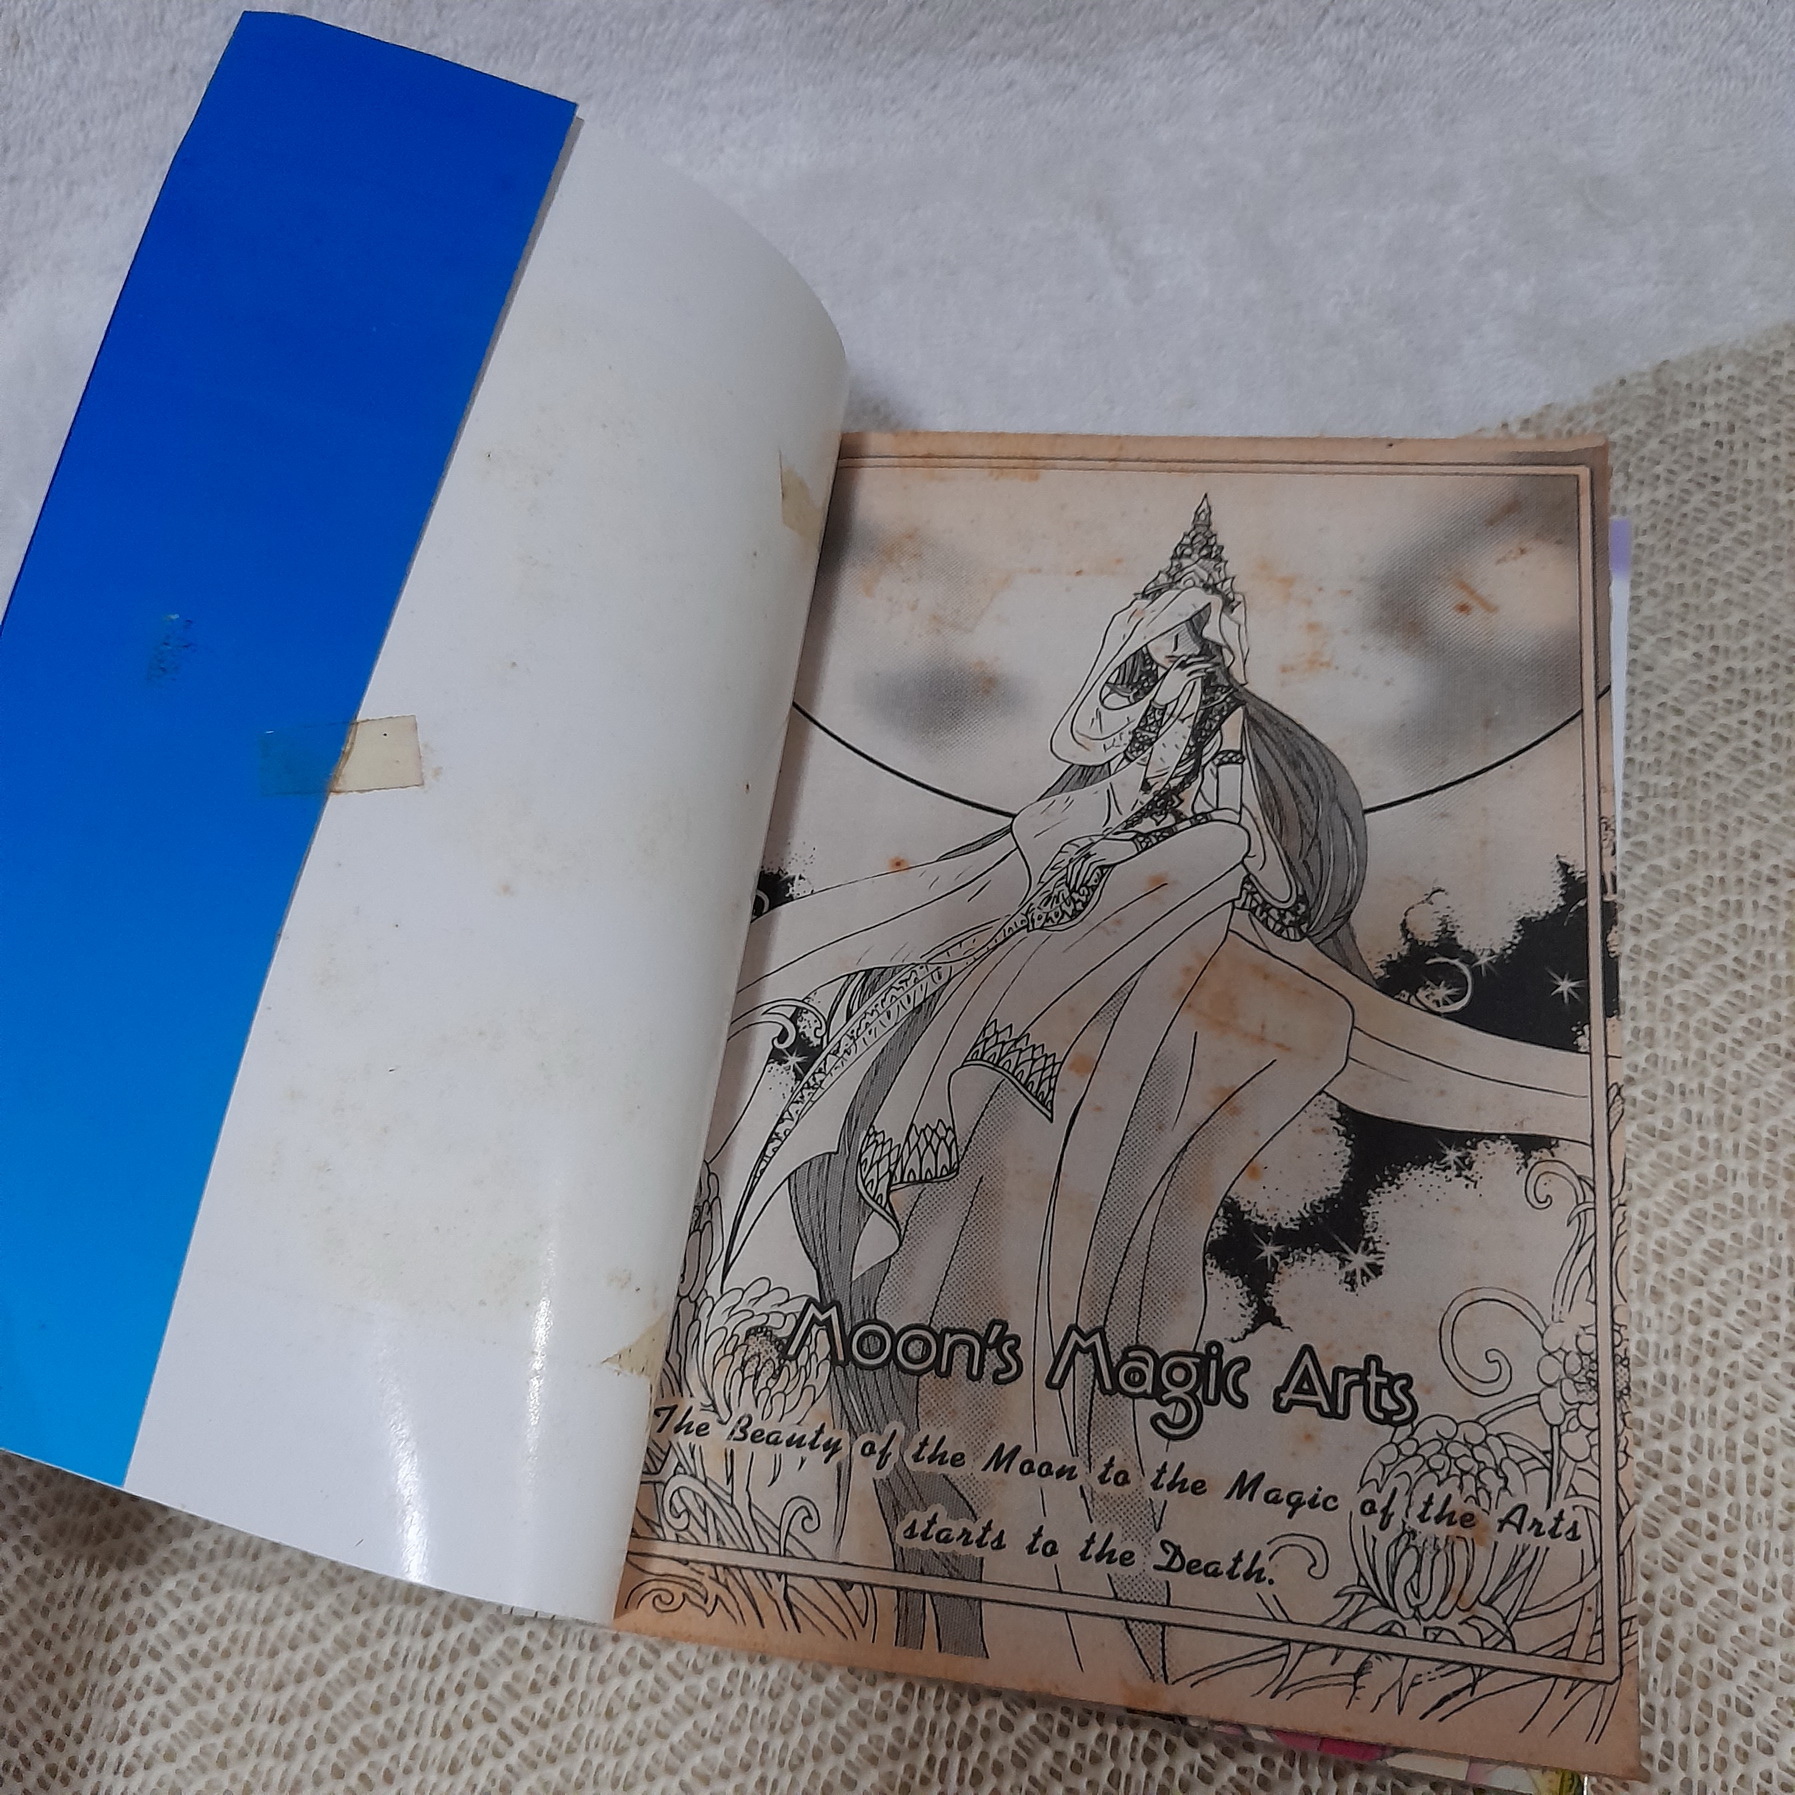 Moon's Magic Arts
The Beauty of the Moon to the Magic of the Arts
starts to the Death.